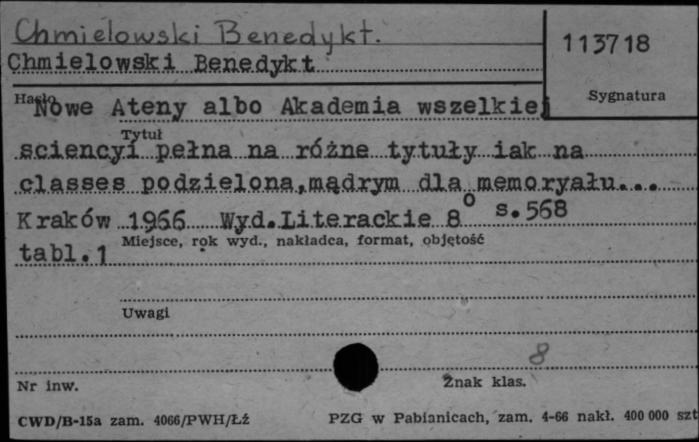 Chmielowski Benedykt.
113718
Chmielowski Benedykt
Sygnatura
Hasło
Nowe Ateny albo Akademia wszelkiej
Tytuł
sciencyi pełna na różne tytuły iak na
classes podzielona,mądrym dla memoryału...
Kraków 1966 Wyd.Literackie 8° s.568
Miejsce, rok wyd., nakładca, format, objętość
tabl.1
Uwagi
8
Nr inw.
Znak klas.
CWD/B-15a zam. 4066/PWH/Łź
PZG w Pabianicach, zam. 4-66 nakł. 400 000 szt